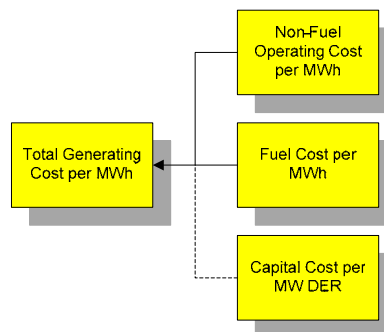 Non-Fuel
Operating Cost
per MWh
Total Generating
Cost per MWh
Fuel Cost per
MWh
Capital Cost per
MW DER